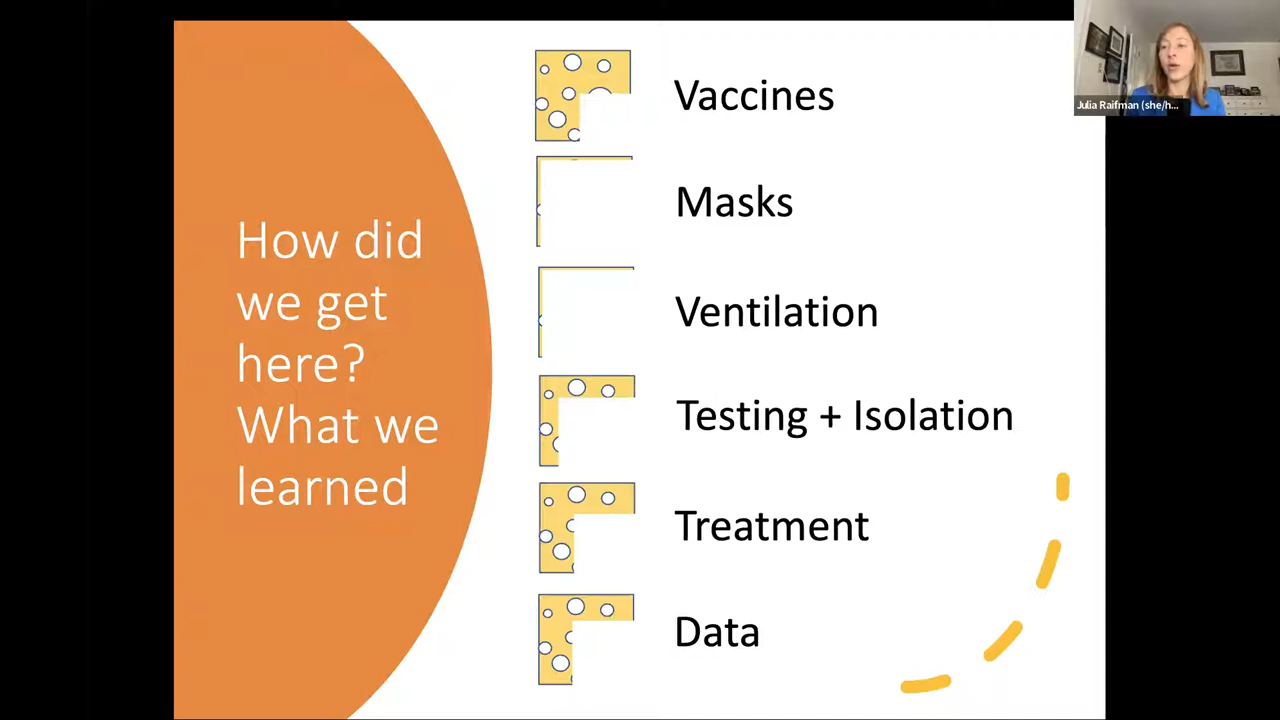 How did
we get
here?
What we
learned
Vaccines
Masks
Ventilation
Testing + Isolation
Treatment
Data
Julia Raifman (she/h...